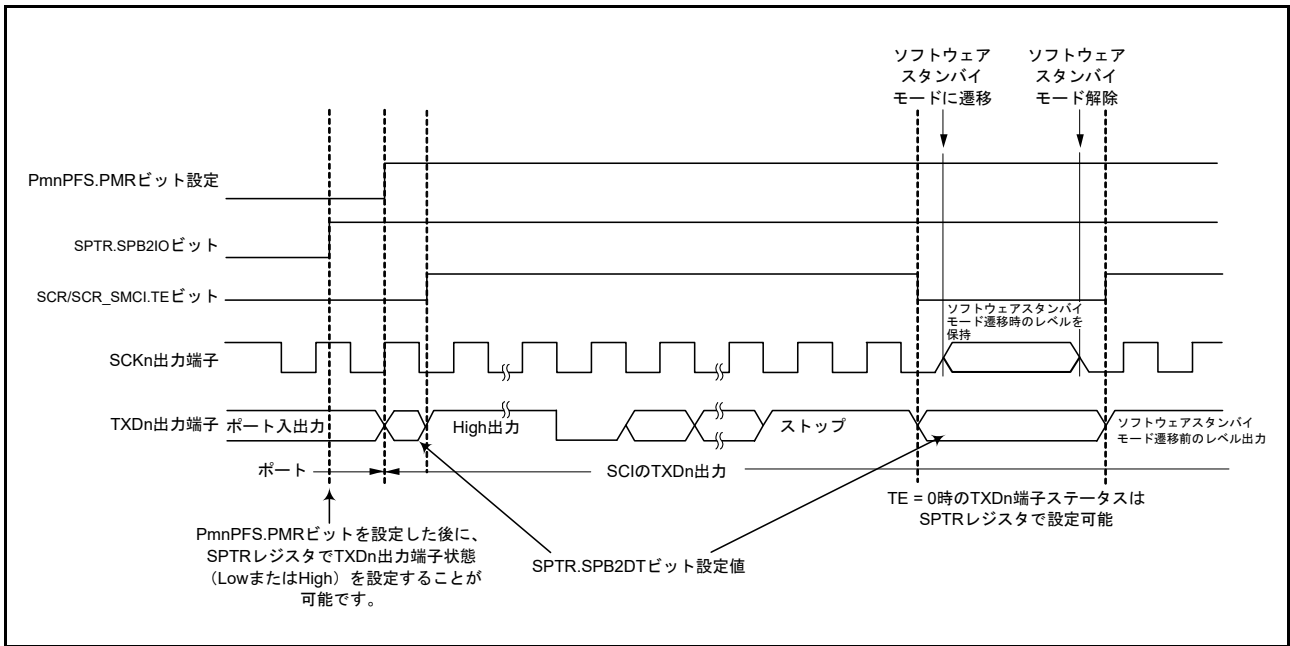 ソフトウェア
スタンバイ
モードに遷移
ソフトウェア
スタンバイ
モード解除
PmnPFS.PMRビット設定
SPTR.SPB2IOビット
SCR/SCR_SMCI.TEビット
ソフトウェアスタンバイ
モード遷移時のレベルを
保持
SCKn出力端子
TXDn出力端子
ポート入出力
High出力
ストップ
ソフトウェアスタンバイ
モード遷移前のレベル出力
ポート
SCIのTXDn出力
TE = 0時のTXDn端子ステータスは
SPTRレジスタで設定可能
PmnPFS.PMRビットを設定した後に、
SPTRレジスタでTXDn出力端子状態
（LowまたはHigh）を設定することが
可能です。
SPTR.SPB2DTビット設定値